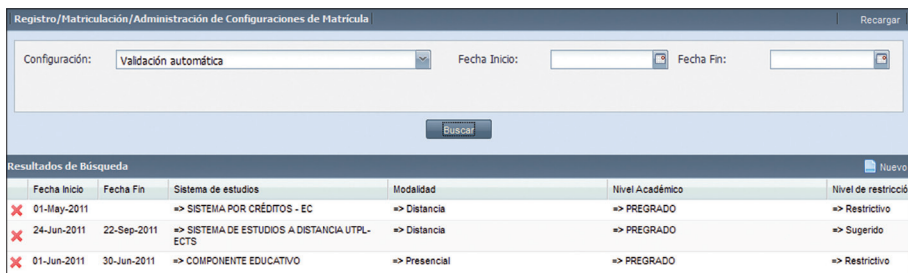 Registro/Matriculación/Administración de Configuraciones de Matrícula Recargar
Configuración: Validación automática Fecha Inicio: Fecha Fin:
Buscar
Resultados de Búsqueda Nuevo
Fecha Inicio Fecha Fin Sistema de estudios Modalidad Nivel Académico Nivel de restricció
01-May-2011 => SISTEMA POR CRÉDITOS - EC => Distancia => PREGRADO => Restrictivo
24-Jun-2011 22-Sep-2011 => SISTEMA DE ESTUDIOS A DISTANCIA UTPL- => Distancia => PREGRADO => Sugerido
ECTS
01-Jun-2011 30-Jun-2011 => COMPONENTE EDUCATIVO => Presencial => PREGRADO => Restrictivo